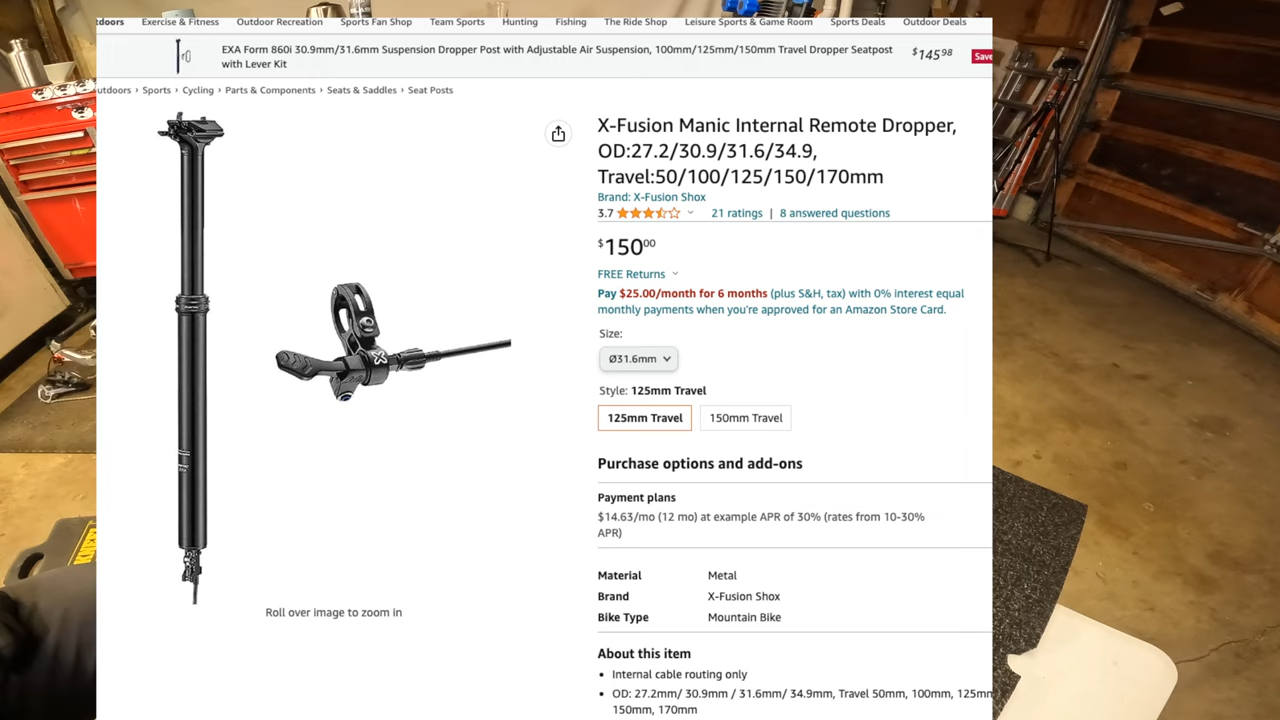 tdoors Exercise & Fitness Outdoor Recreation Sports Fan Shop Team Sports Hunting Fishing The Ride Shop Leisure Sports & Game Room Sports Deals Outdoor Deals
EXA Form 860i 30.9mm/31.6mm Suspension Dropper Post with Adjustable Air Suspension, 100mm/125mm/150mm Travel Dropper Seatpost
with Lever Kit
$145 98
Save
utdoors › Sports › Cycling › Parts & Components › Seats & Saddles › Seat Posts
X-Fusion Manic Internal Remote Dropper,
OD:27.2/30.9/31.6/34.9,
Travel:50/100/125/150/170mm
Brand: X-Fusion Shox
3.7 21 ratings | 8 answered questions
$150 00
FREE Returns
Pay $25.00/month for 6 months (plus S&H, tax) with 0% interest equal
monthly payments when you're approved for an Amazon Store Card.
Size:
Ø31.6mm
Style: 125mm Travel
125mm Travel 150mm Travel
Purchase options and add-ons
Payment plans
$14.63/mo (12 mo) at example APR of 30% (rates from 10-30%
APR)
Material Metal
Brand X-Fusion Shox
Bike Type Mountain Bike
Roll over image to zoom in
About this item
• Internal cable routing only
• OD: 27.2mm/ 30.9mm / 31.6mm/ 34.9mm, Travel 50mm, 100mm, 125mm
150mm, 170mm